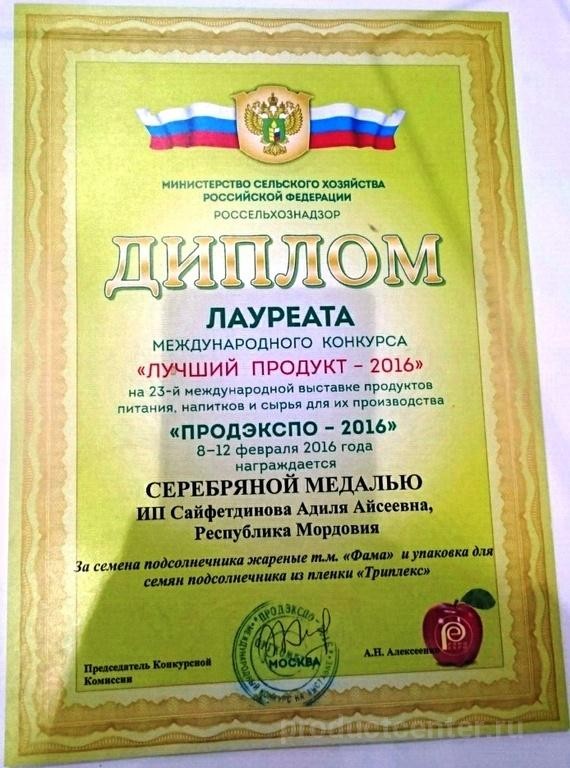 МИНИСТЕРСТВО СЕЛЬСКОГО ХОЗЯЙСТВА
РОССИЙСКОЙ ФЕДЕРАЦИИ
РОССЕЛЬХОЗНАДЗОР
ДИПЛОМ
ЛАУРЕАТА
МЕЖДУНАРОДНОГО КОНКУРСА
«ЛУЧШИЙ ПРОДУКТ – 2016»
на 23-й международной выставке продуктов
питания, напитков и сырья для их производства
«ПРОДЭКСПО – 2016»
8–12 февраля 2016 года
награждается
СЕРЕБРЯНОЙ МЕДАЛЬЮ
ИП Сайфетдинова Адиля Айсеевна,
Республика Мордовия
За семена подсолнечника жареные т.м. «Фама» и упаковка для
семян подсолнечника из пленки «Триплекс»
ПРОДЭКСПО
МОСКВА
Председатель Конкурсной
Комиссии
А.Н. Алексеенко
productcenter.ru